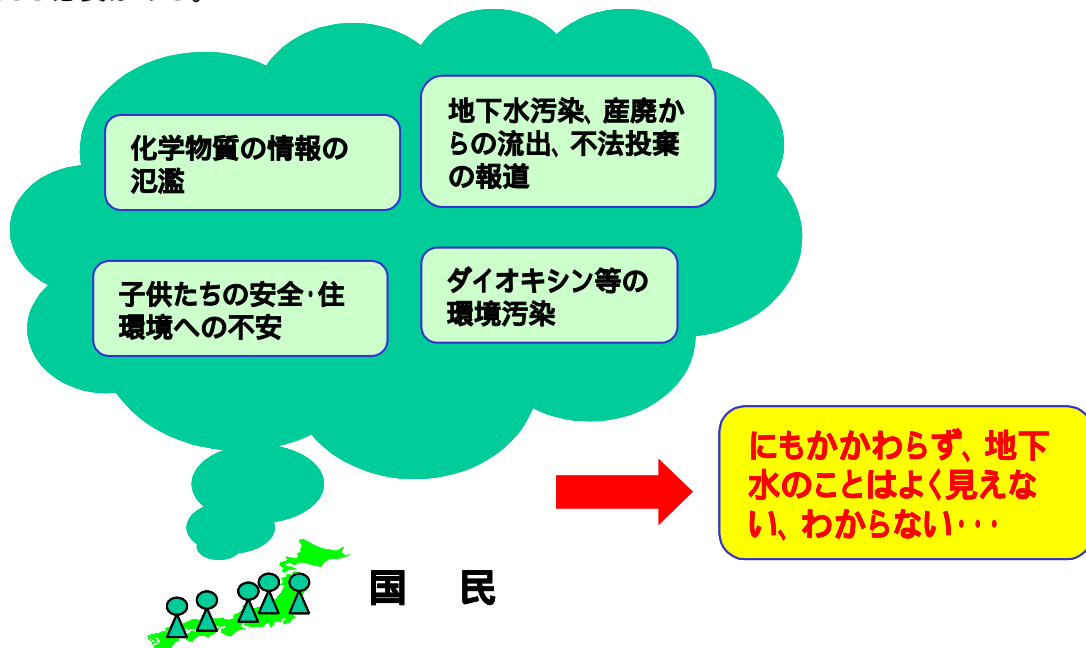 化学物質の情報の
氾濫
地下水汚染、産廃か
らの流出、不法投棄
の報道
子供たちの安全・住
環境への不安
ダイオキシン等の
環境汚染
にもかかわらず、地下
水のことはよく見えな
い、わからない・・・
国　民